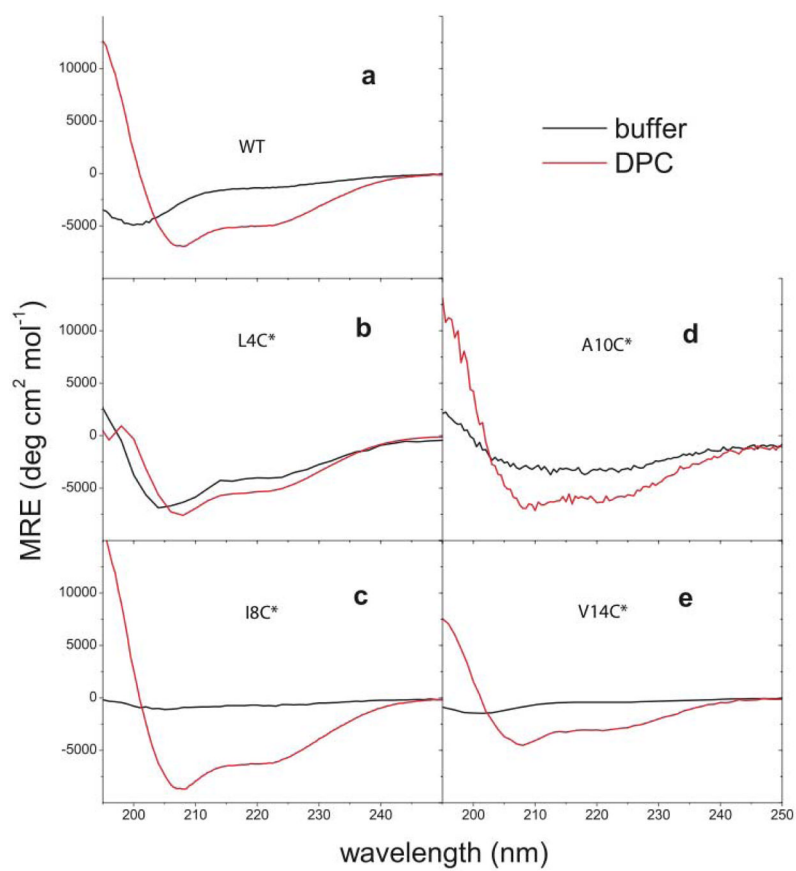 a
WT
buffer
DPC
10000
5000
0
-5000
b
L4C*
10000
5000
0
-5000
d
A10C*
c
I8C*
10000
5000
0
-5000
e
V14C*
200 210 220 230 240
200 210 220 230 240 250
MRE (deg cm² mol⁻¹)
wavelength (nm)